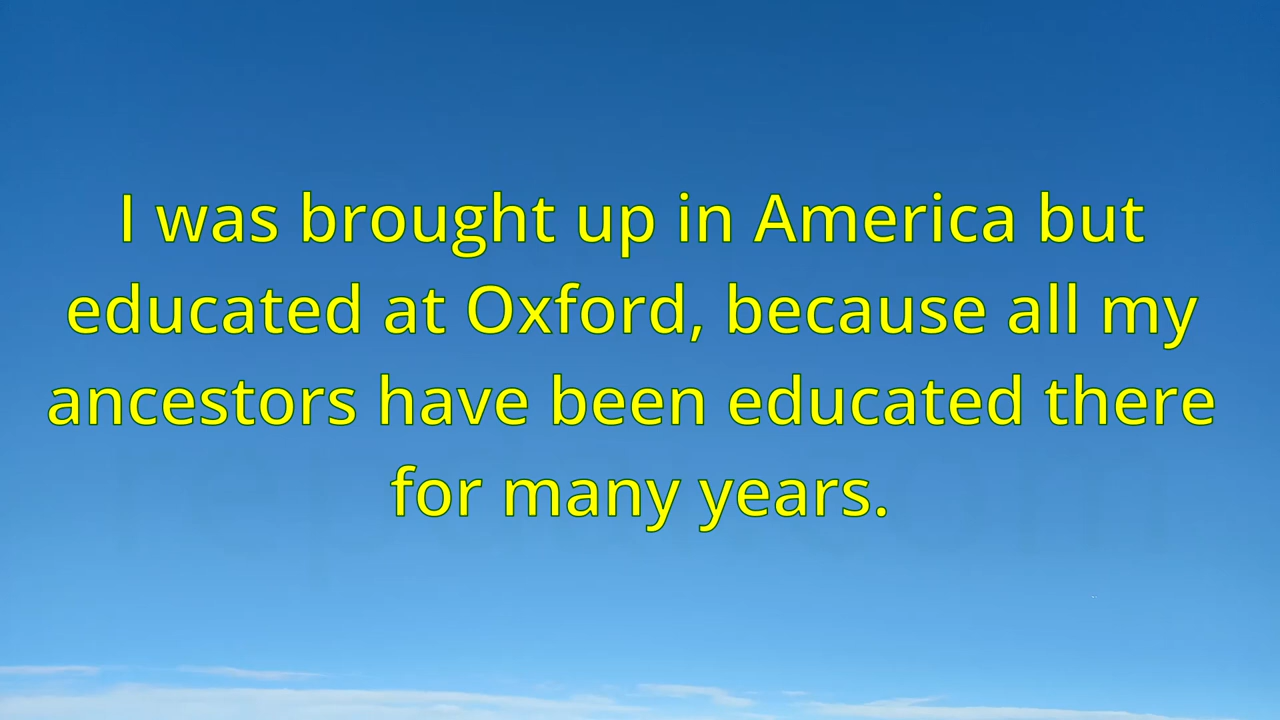 I was brought up in America but
educated at Oxford, because all my
ancestors have been educated there
for many years.